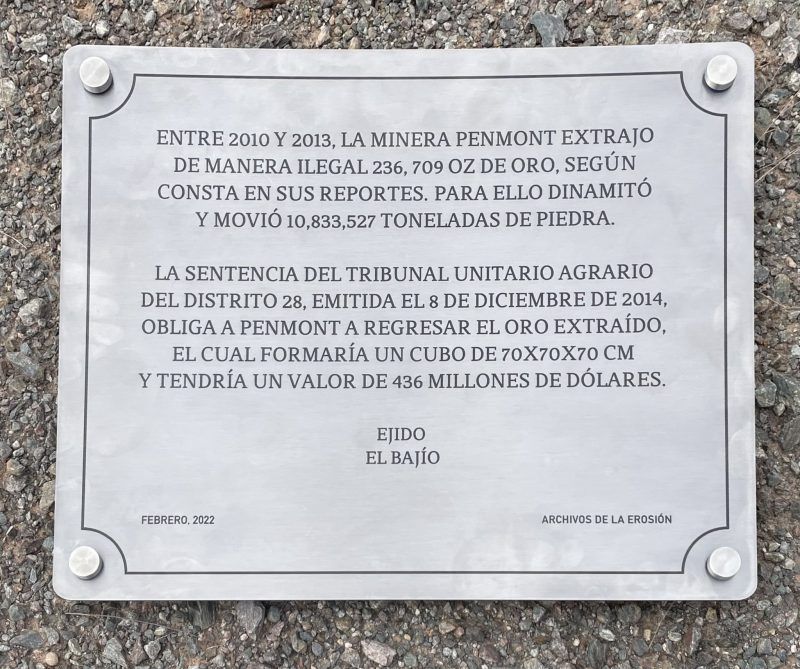 ENTRE 2010 Y 2013, LA MINERA PENMONT EXTRAJO
DE MANERA ILEGAL 236, 709 OZ DE ORO, SEGÚN
CONSTA EN SUS REPORTES. PARA ELLO DINAMITÓ
Y MOVIÓ 10,833,527 TONELADAS DE PIEDRA.
LA SENTENCIA DEL TRIBUNAL UNITARIO AGRARIO
DEL DISTRITO 28, EMITIDA EL 8 DE DICIEMBRE DE 2014,
OBLIGA A PENMONT A REGRESAR EL ORO EXTRAÍDO,
EL CUAL FORMARÍA UN CUBO DE 70X70X70 CM
Y TENDRÍA UN VALOR DE 436 MILLONES DE DÓLARES.
EJIDO
EL BAJÍO
FEBRERO, 2022
ARCHIVOS DE LA EROSIÓN